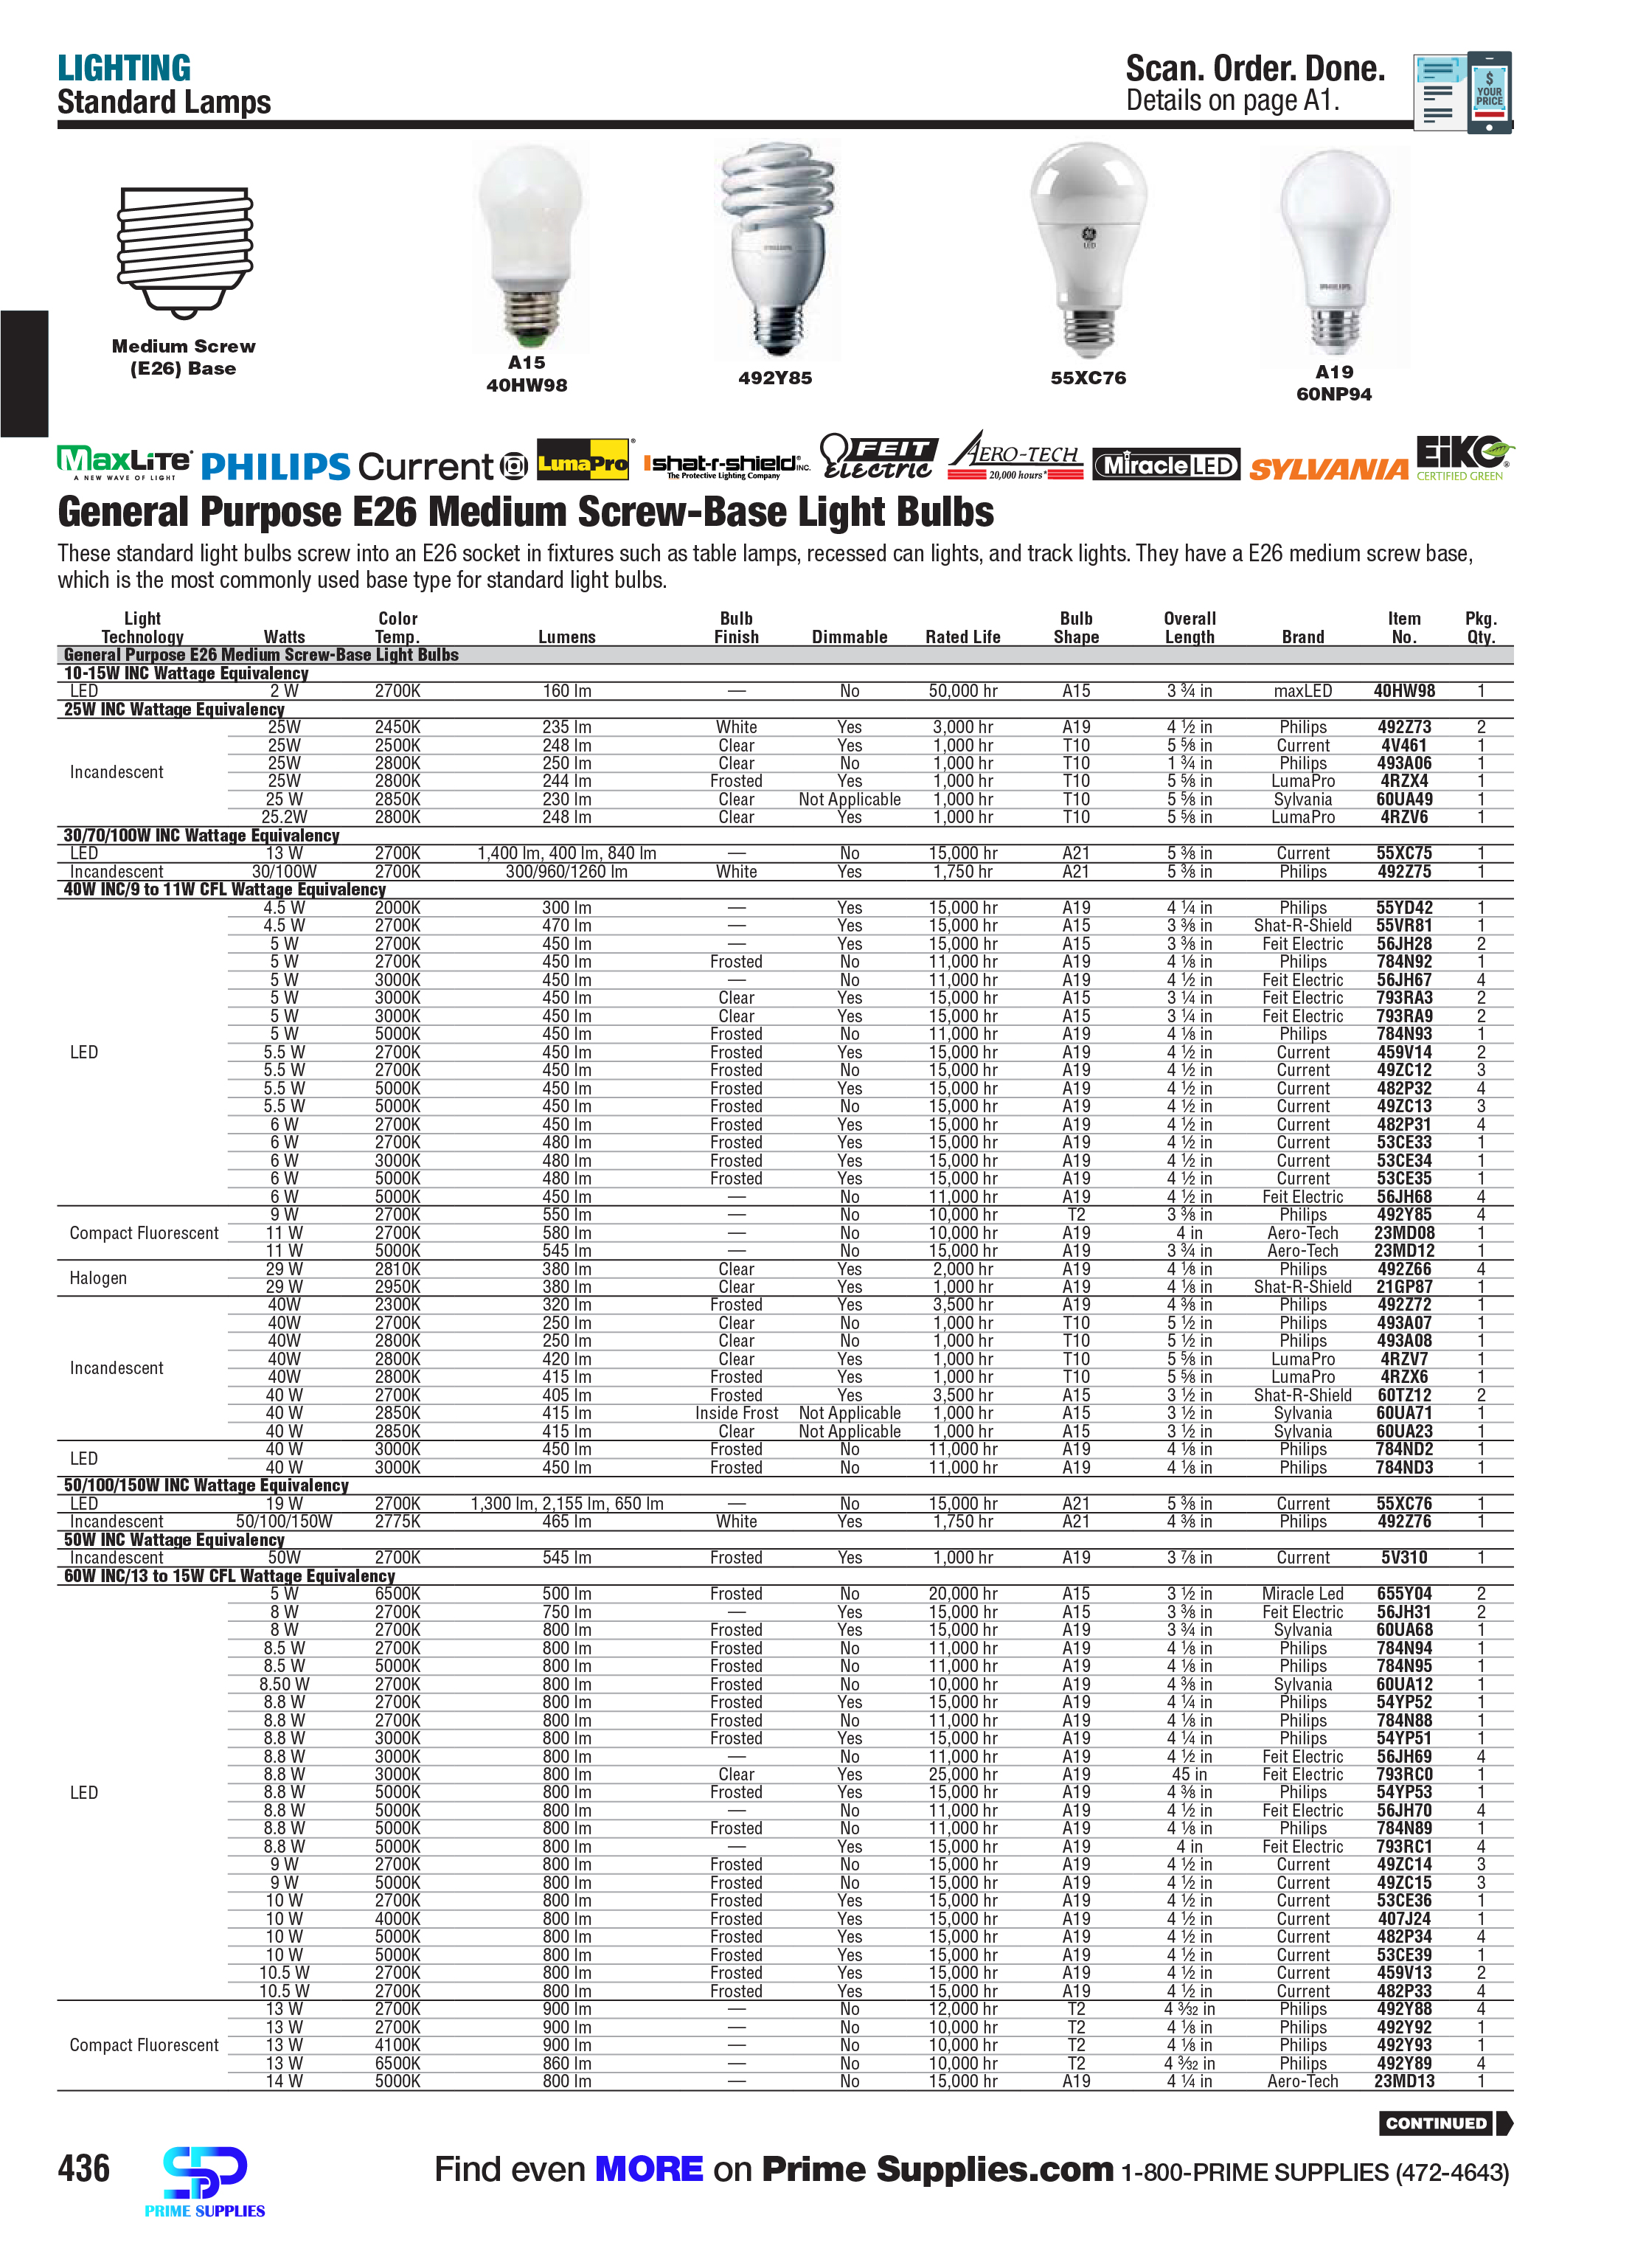 LIGHTING
Standard Lamps
Scan. Order. Done.
Details on page A1.
$
YOUR
PRICE
Medium Screw
(E26) Base
A15
40HW98
492Y85
55XC76
A19
60NP94
MaxLite
A NEW WAVE OF LIGHT
PHILIPS
Current
LumaPro
shat-r-shield INC.
The Protective Lighting Company
FEIT
ELECTRIC
AERO-TECH
20,000 hours*
Miracle LED
SYLVANIA
EiKO
CERTIFIED GREEN
General Purpose E26 Medium Screw-Base Light Bulbs
These standard light bulbs screw into an E26 socket in fixtures such as table lamps, recessed can lights, and track lights. They have a E26 medium screw base,
which is the most commonly used base type for standard light bulbs.
Light Technology Watts Color Temp. Lumens Bulb Finish Dimmable Rated Life Bulb Shape Overall Length Brand Item No. Pkg. Qty.
General Purpose E26 Medium Screw-Base Light Bulbs
10-15W INC Wattage Equivalency
LED 2 W 2700K 160 lm — No 50,000 hr A15 3 ¾ in maxLED 40HW98 1
25W INC Wattage Equivalency
Incandescent
25W 2450K 235 lm White Yes 3,000 hr A19 4 ½ in Philips 492Z73 2
25W 2500K 248 lm Clear Yes 1,000 hr T10 5 ⅝ in Current 4V461 1
25W 2800K 250 lm Clear No 1,000 hr T10 1 ¾ in Philips 493A06 1
25W 2800K 244 lm Frosted Yes 1,000 hr T10 5 ⅝ in LumaPro 4RZX4 1
25 W 2850K 230 lm Clear Not Applicable 1,000 hr T10 5 ⅝ in Sylvania 60UA49 1
25.2W 2800K 248 lm Clear Yes 1,000 hr T10 5 ⅝ in LumaPro 4RZV6 1
30/70/100W INC Wattage Equivalency
LED 13 W 2700K 1,400 lm, 400 lm, 840 lm — No 15,000 hr A21 5 ⅜ in Current 55XC75 1
Incandescent 30/100W 2700K 300/960/1260 lm White Yes 1,750 hr A21 5 ⅜ in Philips 492Z75 1
40W INC/9 to 11W CFL Wattage Equivalency
LED
4.5 W 2000K 300 lm — Yes 15,000 hr A19 4 ¼ in Philips 55YD42 1
4.5 W 2700K 470 lm — Yes 15,000 hr A15 3 ⅜ in Shat-R-Shield 55VR81 1
5 W 2700K 450 lm — Yes 15,000 hr A15 3 ⅜ in Feit Electric 56JH28 2
5 W 2700K 450 lm Frosted No 11,000 hr A19 4 ⅛ in Philips 784N92 1
5 W 3000K 450 lm — No 11,000 hr A19 4 ½ in Feit Electric 56JH67 4
5 W 3000K 450 lm Clear Yes 15,000 hr A15 3 ¼ in Feit Electric 793RA3 2
5 W 3000K 450 lm Clear Yes 15,000 hr A15 3 ¼ in Feit Electric 793RA9 2
5 W 5000K 450 lm Frosted No 11,000 hr A19 4 ⅛ in Philips 784N93 1
5.5 W 2700K 450 lm Frosted Yes 15,000 hr A19 4 ½ in Current 459V14 2
5.5 W 2700K 450 lm Frosted No 15,000 hr A19 4 ½ in Current 49ZC12 3
5.5 W 5000K 450 lm Frosted Yes 15,000 hr A19 4 ½ in Current 482P32 4
5.5 W 5000K 450 lm Frosted No 15,000 hr A19 4 ½ in Current 49ZC13 3
6 W 2700K 450 lm Frosted Yes 15,000 hr A19 4 ½ in Current 482P31 4
6 W 2700K 480 lm Frosted Yes 15,000 hr A19 4 ½ in Current 53CE33 1
6 W 3000K 480 lm Frosted Yes 15,000 hr A19 4 ½ in Current 53CE34 1
6 W 5000K 480 lm Frosted Yes 15,000 hr A19 4 ½ in Current 53CE35 1
6 W 5000K 450 lm — No 11,000 hr A19 4 ½ in Feit Electric 56JH68 4
Compact Fluorescent
9 W 2700K 550 lm — No 10,000 hr T2 3 ⅜ in Philips 492Y85 4
11 W 2700K 580 lm — No 10,000 hr A19 4 in Aero-Tech 23MD08 1
11 W 5000K 545 lm — No 15,000 hr A19 3 ¾ in Aero-Tech 23MD12 1
Halogen
29 W 2810K 380 lm Clear Yes 2,000 hr A19 4 ⅛ in Philips 492Z66 4
29 W 2950K 380 lm Clear Yes 1,000 hr A19 4 ⅛ in Shat-R-Shield 21GP87 1
Incandescent
40W 2300K 320 lm Frosted Yes 3,500 hr A19 4 ⅜ in Philips 492Z72 1
40W 2700K 250 lm Clear No 1,000 hr T10 5 ½ in Philips 493A07 1
40W 2800K 250 lm Clear No 1,000 hr T10 5 ½ in Philips 493A08 1
40W 2800K 420 lm Clear Yes 1,000 hr T10 5 ⅝ in LumaPro 4RZV7 1
40W 2800K 415 lm Frosted Yes 1,000 hr T10 5 ⅝ in LumaPro 4RZX6 1
40 W 2700K 405 lm Frosted Yes 3,500 hr A15 3 ½ in Shat-R-Shield 60TZ12 2
40 W 2850K 415 lm Inside Frost Not Applicable 1,000 hr A15 3 ½ in Sylvania 60UA71 1
40 W 2850K 415 lm Clear Not Applicable 1,000 hr A15 3 ½ in Sylvania 60UA23 1
LED
40 W 3000K 450 lm Frosted No 11,000 hr A19 4 ⅛ in Philips 784ND2 1
40 W 3000K 450 lm Frosted No 11,000 hr A19 4 ⅛ in Philips 784ND3 1
50/100/150W INC Wattage Equivalency
LED 19 W 2700K 1,300 lm, 2,155 lm, 650 lm — No 15,000 hr A21 5 ⅜ in Current 55XC76 1
Incandescent 50/100/150W 2775K 465 lm White Yes 1,750 hr A21 4 ⅜ in Philips 492Z76 1
50W INC Wattage Equivalency
Incandescent 50W 2700K 545 lm Frosted Yes 1,000 hr A19 3 ⅞ in Current 5V310 1
60W INC/13 to 15W CFL Wattage Equivalency
LED
5 W 6500K 500 lm Frosted No 20,000 hr A15 3 ½ in Miracle Led 655Y04 2
8 W 2700K 750 lm — Yes 15,000 hr A15 3 ⅜ in Feit Electric 56JH31 2
8 W 2700K 800 lm Frosted Yes 15,000 hr A19 3 ¾ in Sylvania 60UA68 1
8.5 W 2700K 800 lm Frosted No 11,000 hr A19 4 ⅛ in Philips 784N94 1
8.5 W 5000K 800 lm Frosted No 11,000 hr A19 4 ⅛ in Philips 784N95 1
8.50 W 2700K 800 lm Frosted No 10,000 hr A19 4 ⅜ in Sylvania 60UA12 1
8.8 W 2700K 800 lm Frosted Yes 15,000 hr A19 4 ¼ in Philips 54YP52 1
8.8 W 2700K 800 lm Frosted No 11,000 hr A19 4 ⅛ in Philips 784N88 1
8.8 W 3000K 800 lm Frosted Yes 15,000 hr A19 4 ¼ in Philips 54YP51 1
8.8 W 3000K 800 lm — No 11,000 hr A19 4 ½ in Feit Electric 56JH69 4
8.8 W 3000K 800 lm Clear Yes 25,000 hr A19 45 in Feit Electric 793RC0 1
8.8 W 5000K 800 lm Frosted Yes 15,000 hr A19 4 ⅜ in Philips 54YP53 1
8.8 W 5000K 800 lm — No 11,000 hr A19 4 ½ in Feit Electric 56JH70 4
8.8 W 5000K 800 lm Frosted No 11,000 hr A19 4 ⅛ in Philips 784N89 1
8.8 W 5000K 800 lm — Yes 15,000 hr A19 4 in Feit Electric 793RC1 4
9 W 2700K 800 lm Frosted No 15,000 hr A19 4 ½ in Current 49ZC14 3
9 W 5000K 800 lm Frosted No 15,000 hr A19 4 ½ in Current 49ZC15 3
10 W 2700K 800 lm Frosted Yes 15,000 hr A19 4 ½ in Current 53CE36 1
10 W 4000K 800 lm Frosted Yes 15,000 hr A19 4 ½ in Current 407J24 1
10 W 5000K 800 lm Frosted Yes 15,000 hr A19 4 ½ in Current 482P34 4
10 W 5000K 800 lm Frosted Yes 15,000 hr A19 4 ½ in Current 53CE39 1
10.5 W 2700K 800 lm Frosted Yes 15,000 hr A19 4 ½ in Current 459V13 2
10.5 W 2700K 800 lm Frosted Yes 15,000 hr A19 4 ½ in Current 482P33 4
Compact Fluorescent
13 W 2700K 900 lm — No 12,000 hr T2 4 3⁄32 in Philips 492Y88 4
13 W 2700K 900 lm — No 10,000 hr T2 4 ⅛ in Philips 492Y92 1
13 W 4100K 900 lm — No 10,000 hr T2 4 ⅛ in Philips 492Y93 1
13 W 6500K 860 lm — No 10,000 hr T2 4 3⁄32 in Philips 492Y89 4
14 W 5000K 800 lm — No 15,000 hr A19 4 ¼ in Aero-Tech 23MD13 1
CONTINUED
436
PRIME SUPPLIES
Find even MORE on Prime Supplies.com 1-800-PRIME SUPPLIES (472-4643)